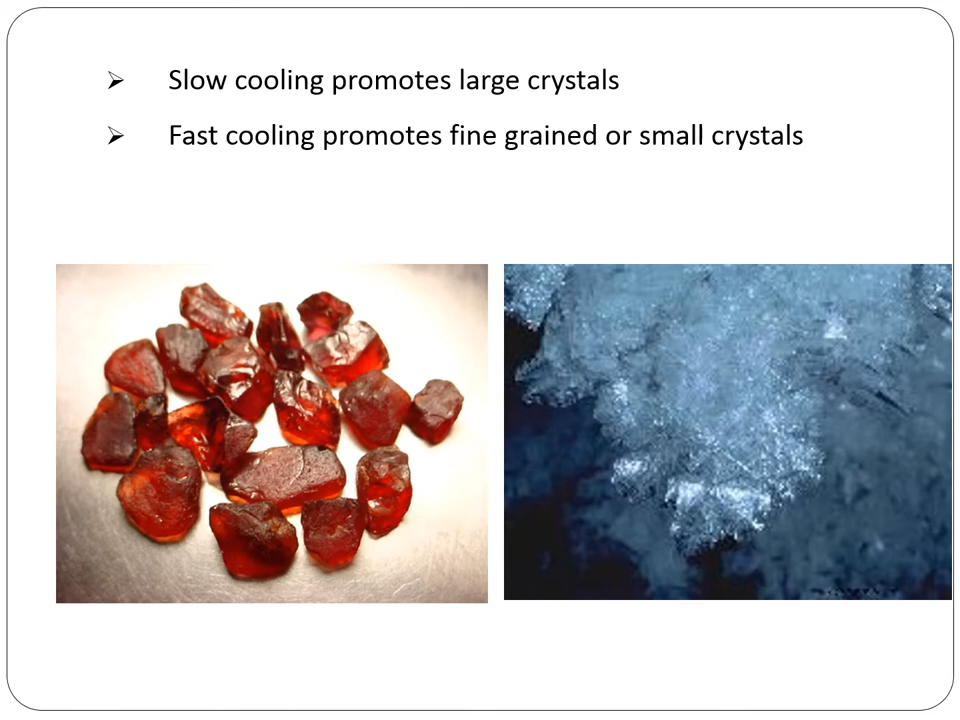 ➢ Slow cooling promotes large crystals
➢ Fast cooling promotes fine grained or small crystals